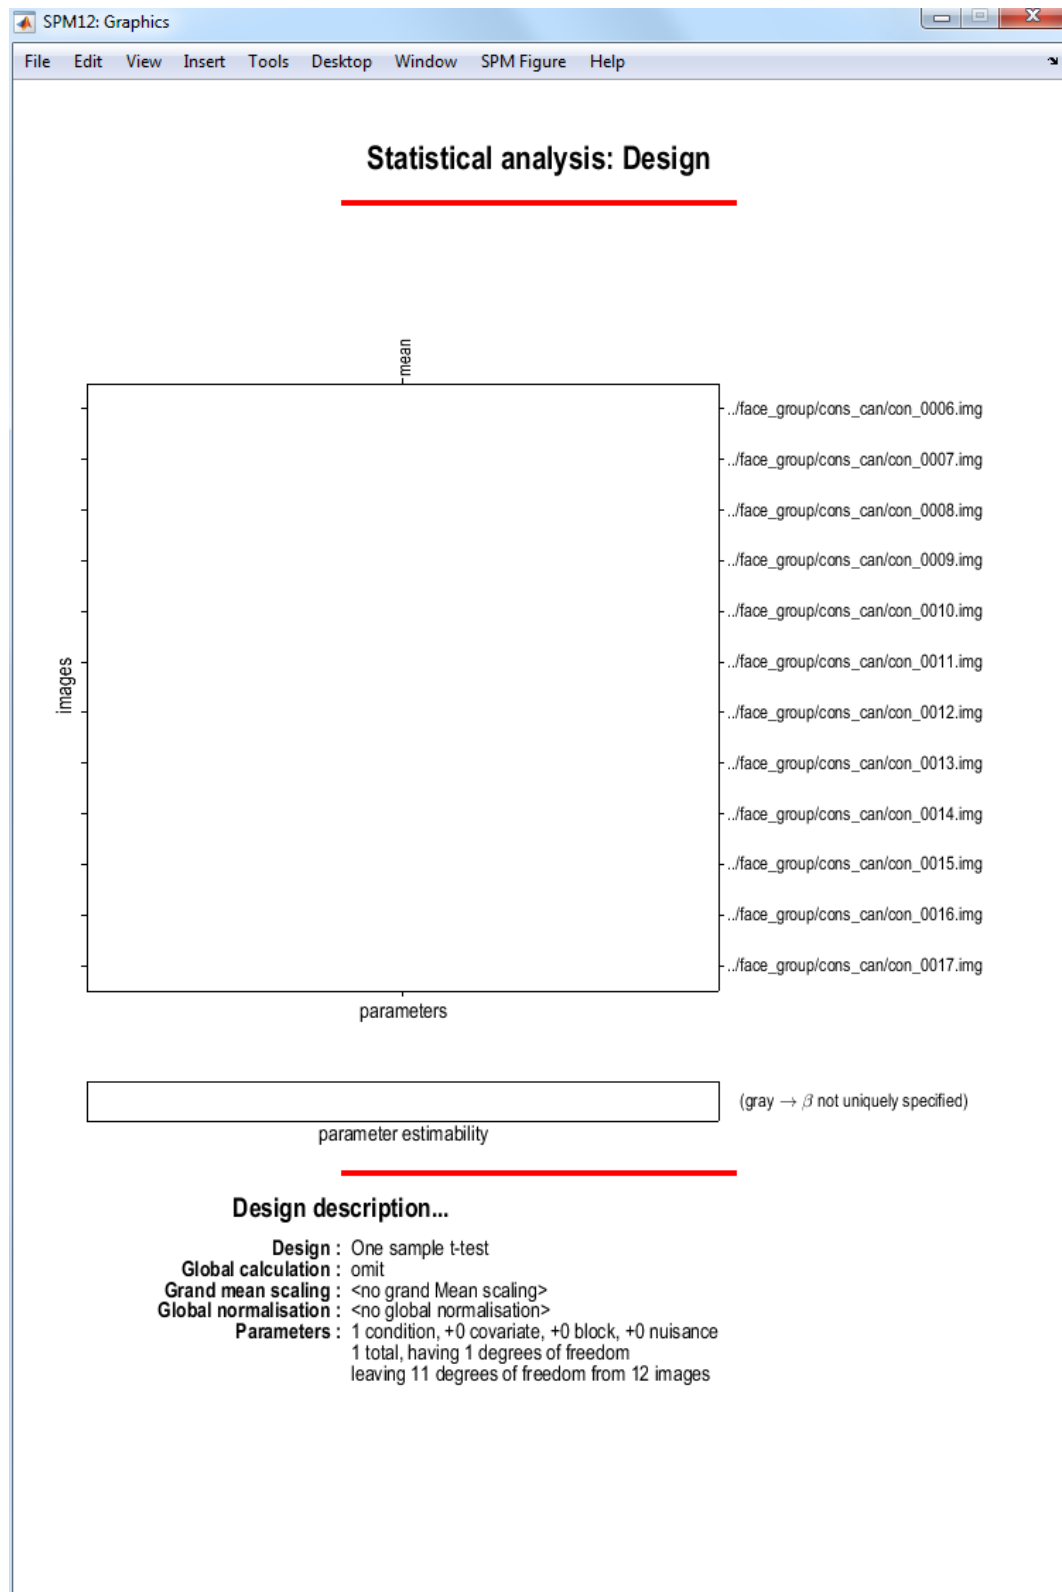 SPM12: Graphics
File Edit View Insert Tools Desktop Window SPM Figure Help
Statistical analysis: Design
mean
images
../face_group/cons_can/con_0006.img
../face_group/cons_can/con_0007.img
../face_group/cons_can/con_0008.img
../face_group/cons_can/con_0009.img
../face_group/cons_can/con_0010.img
../face_group/cons_can/con_0011.img
../face_group/cons_can/con_0012.img
../face_group/cons_can/con_0013.img
../face_group/cons_can/con_0014.img
../face_group/cons_can/con_0015.img
../face_group/cons_can/con_0016.img
../face_group/cons_can/con_0017.img
parameters
(gray → β not uniquely specified)
parameter estimability
Design description...
Design : One sample t-test
Global calculation : omit
Grand mean scaling : <no grand Mean scaling>
Global normalisation : <no global normalisation>
Parameters : 1 condition, +0 covariate, +0 block, +0 nuisance
1 total, having 1 degrees of freedom
leaving 11 degrees of freedom from 12 images